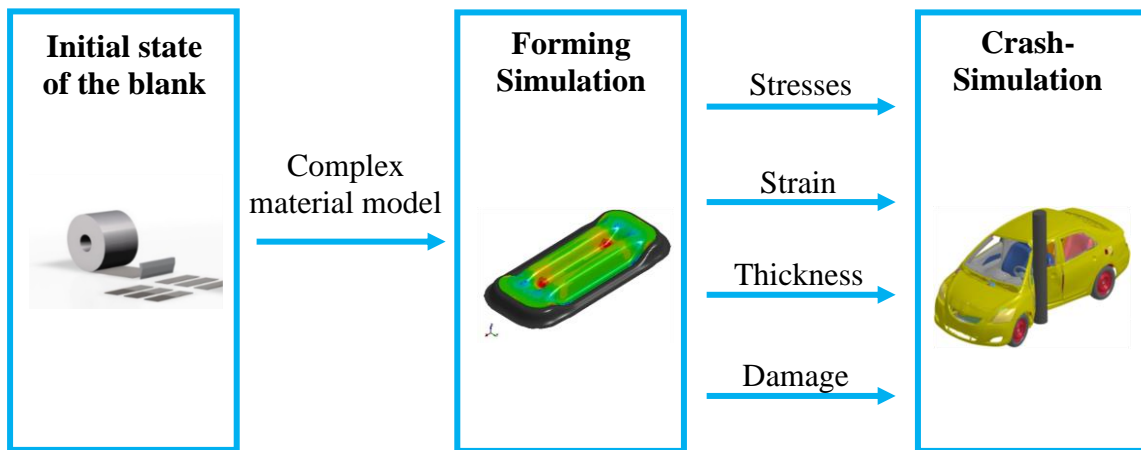 Initial state
of the blank
Complex
material model
Forming
Simulation
Stresses
Strain
Thickness
Damage
Crash-
Simulation